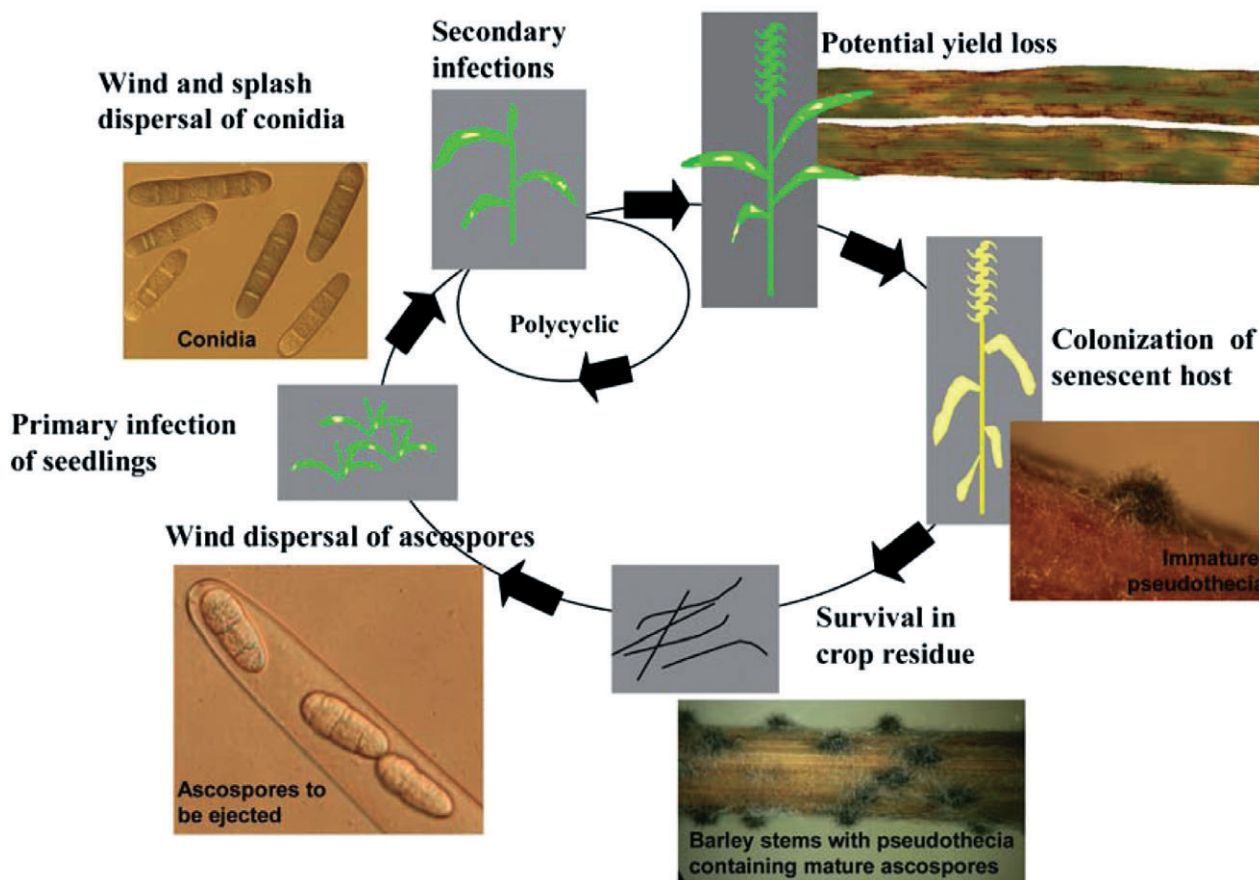 Secondary
infections
Potential yield loss
Wind and splash
dispersal of conidia
Conidia
Polycyclic
Colonization of
senescent host
Immature
pseudothecia
Primary infection
of seedlings
Wind dispersal of ascospores
Survival in
crop residue
Ascospores to
be ejected
Barley stems with pseudothecia
containing mature ascospores